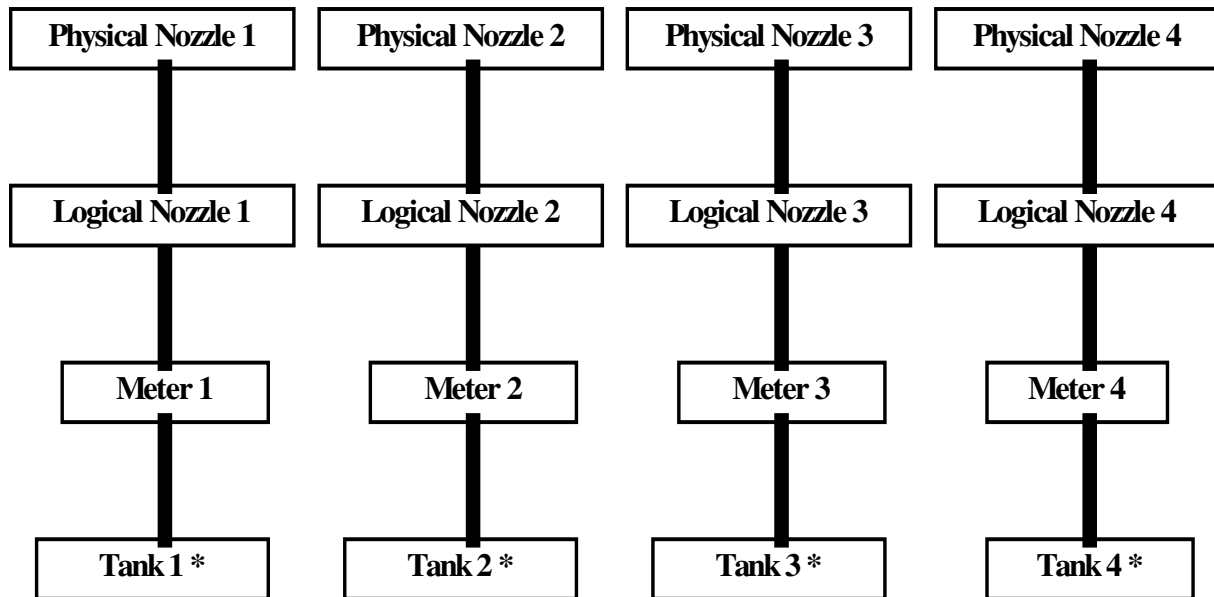 Physical Nozzle 1 Physical Nozzle 2 Physical Nozzle 3 Physical Nozzle 4
Logical Nozzle 1 Logical Nozzle 2 Logical Nozzle 3 Logical Nozzle 4
Meter 1 Meter 2 Meter 3 Meter 4
Tank 1 * Tank 2 * Tank 3 * Tank 4 *